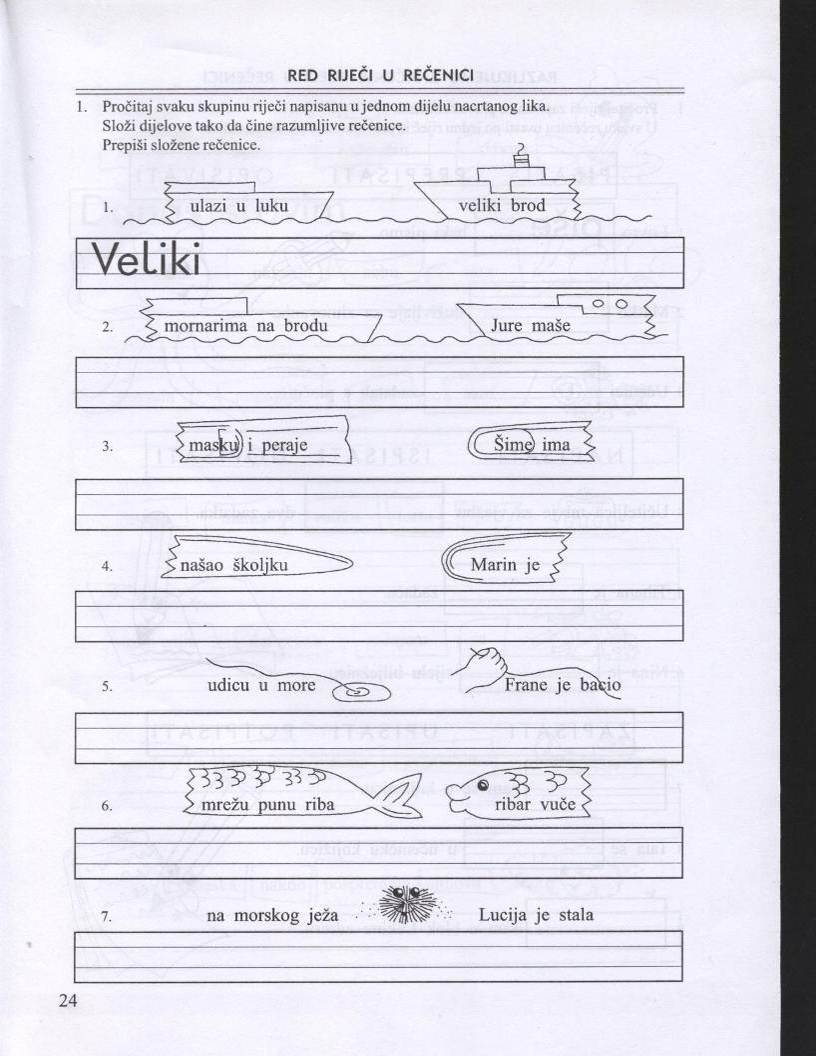 RED RIJEČI U REČENICI
1. Pročitaj svaku skupinu riječi napisanu u jednom dijelu nacrtanog lika.
Složi dijelove tako da čine razumljive rečenice.
Prepiši složene rečenice.
1. ulazi u luku veliki brod
Veliki
2. mornarima na brodu Jure maše
3. masku i peraje Šime ima
4. našao školjku Marin je
5. udicu u more Frane je bacio
6. mrežu punu riba ribar vuče
7. na morskog ježa Lucija je stala
24